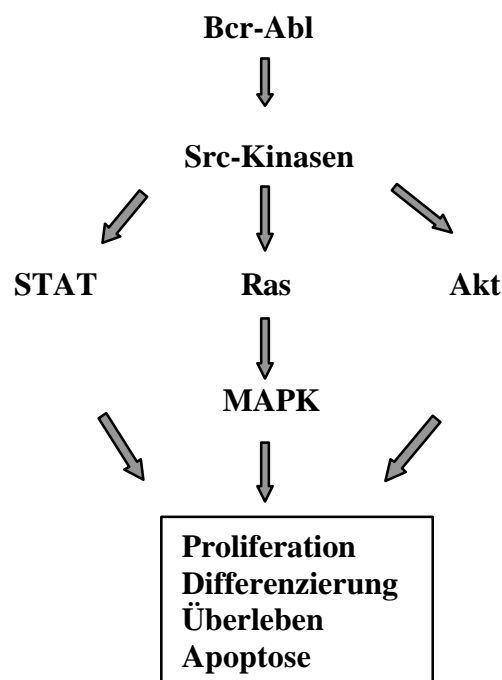 Bcr-Abl
Src-Kinasen
STAT Ras Akt
MAPK
Proliferation
Differenzierung
Überleben
Apoptose